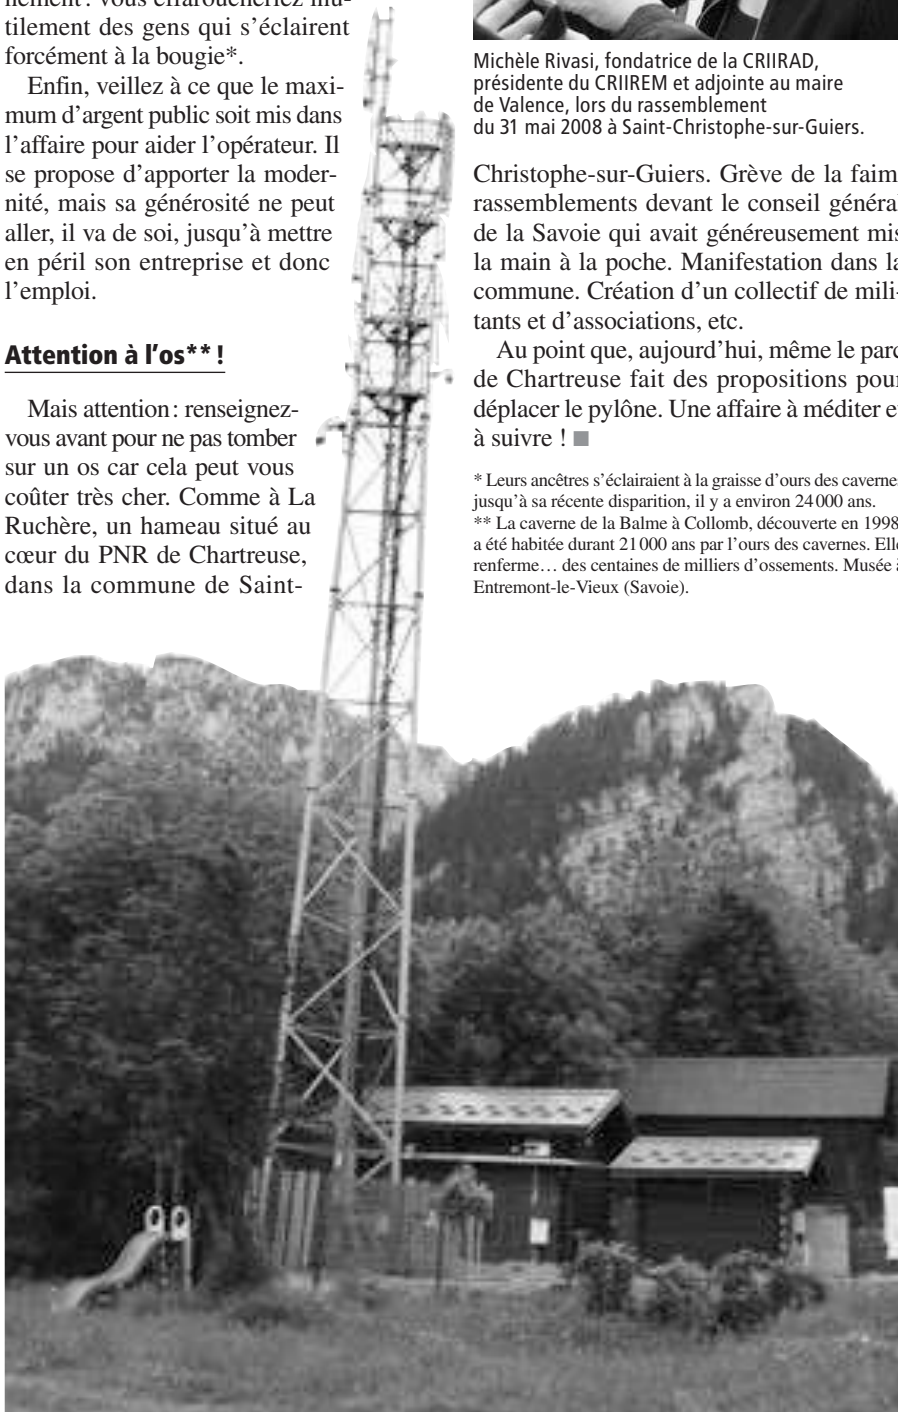 tilement des gens qui s’éclairent
forcément à la bougie*.
Enfin, veillez à ce que le maxi-
mum d’argent public soit mis dans
l’affaire pour aider l’opérateur. Il
se propose d’apporter la moder-
nité, mais sa générosité ne peut
aller, il va de soi, jusqu’à mettre
en péril son entreprise et donc
l’emploi.
Attention à l’os** !
Mais attention : renseignez-
vous avant pour ne pas tomber
sur un os car cela peut vous
coûter très cher. Comme à La
Ruchère, un hameau situé au
cœur du PNR de Chartreuse,
dans la commune de Saint-
Michèle Rivasi, fondatrice de la CRIIRAD,
présidente du CRIIREM et adjointe au maire
de Valence, lors du rassemblement
du 31 mai 2008 à Saint-Christophe-sur-Guiers.
Christophe-sur-Guiers. Grève de la faim
rassemblements devant le conseil général
de la Savoie qui avait généreusement mis
la main à la poche. Manifestation dans la
commune. Création d’un collectif de mili-
tants et d’associations, etc.
Au point que, aujourd’hui, même le parc
de Chartreuse fait des propositions pour
déplacer le pylône. Une affaire à méditer et
à suivre ! ■
* Leurs ancêtres s’éclairaient à la graisse d’ours des cavernes
jusqu’à sa récente disparition, il y a environ 24 000 ans.
** La caverne de la Balme à Collomb, découverte en 1998
a été habitée durant 21 000 ans par l’ours des cavernes. Elle
renferme… des centaines de milliers d’ossements. Musée à
Entremont-le-Vieux (Savoie).